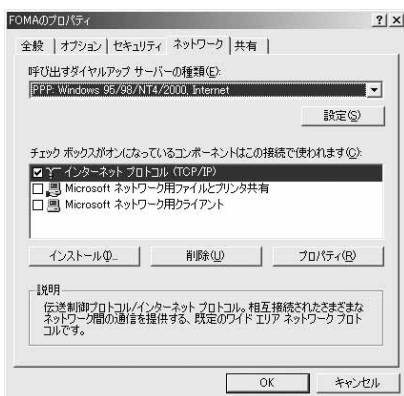 FOMAのプロパティ
全般 オプション セキュリティ ネットワーク 共有
呼び出すダイヤルアップ サーバーの種類(E):
PPP: Windows 95/98/NT4/2000, Internet
設定(S)
チェック ボックスがオンになっているコンポーネントはこの接続で使われます(C):
インターネット プロトコル (TCP/IP)
Microsoft ネットワーク用ファイルとプリンタ共有
Microsoft ネットワーク用クライアント
インストール(I)... 削除(U) プロパティ(R)
説明
伝送制御プロトコル/インターネット プロトコル。相互接続されたさまざまな
ネットワーク間の通信を提供する、既定のワイド エリア ネットワーク プロト
コルです。
OK キャンセル